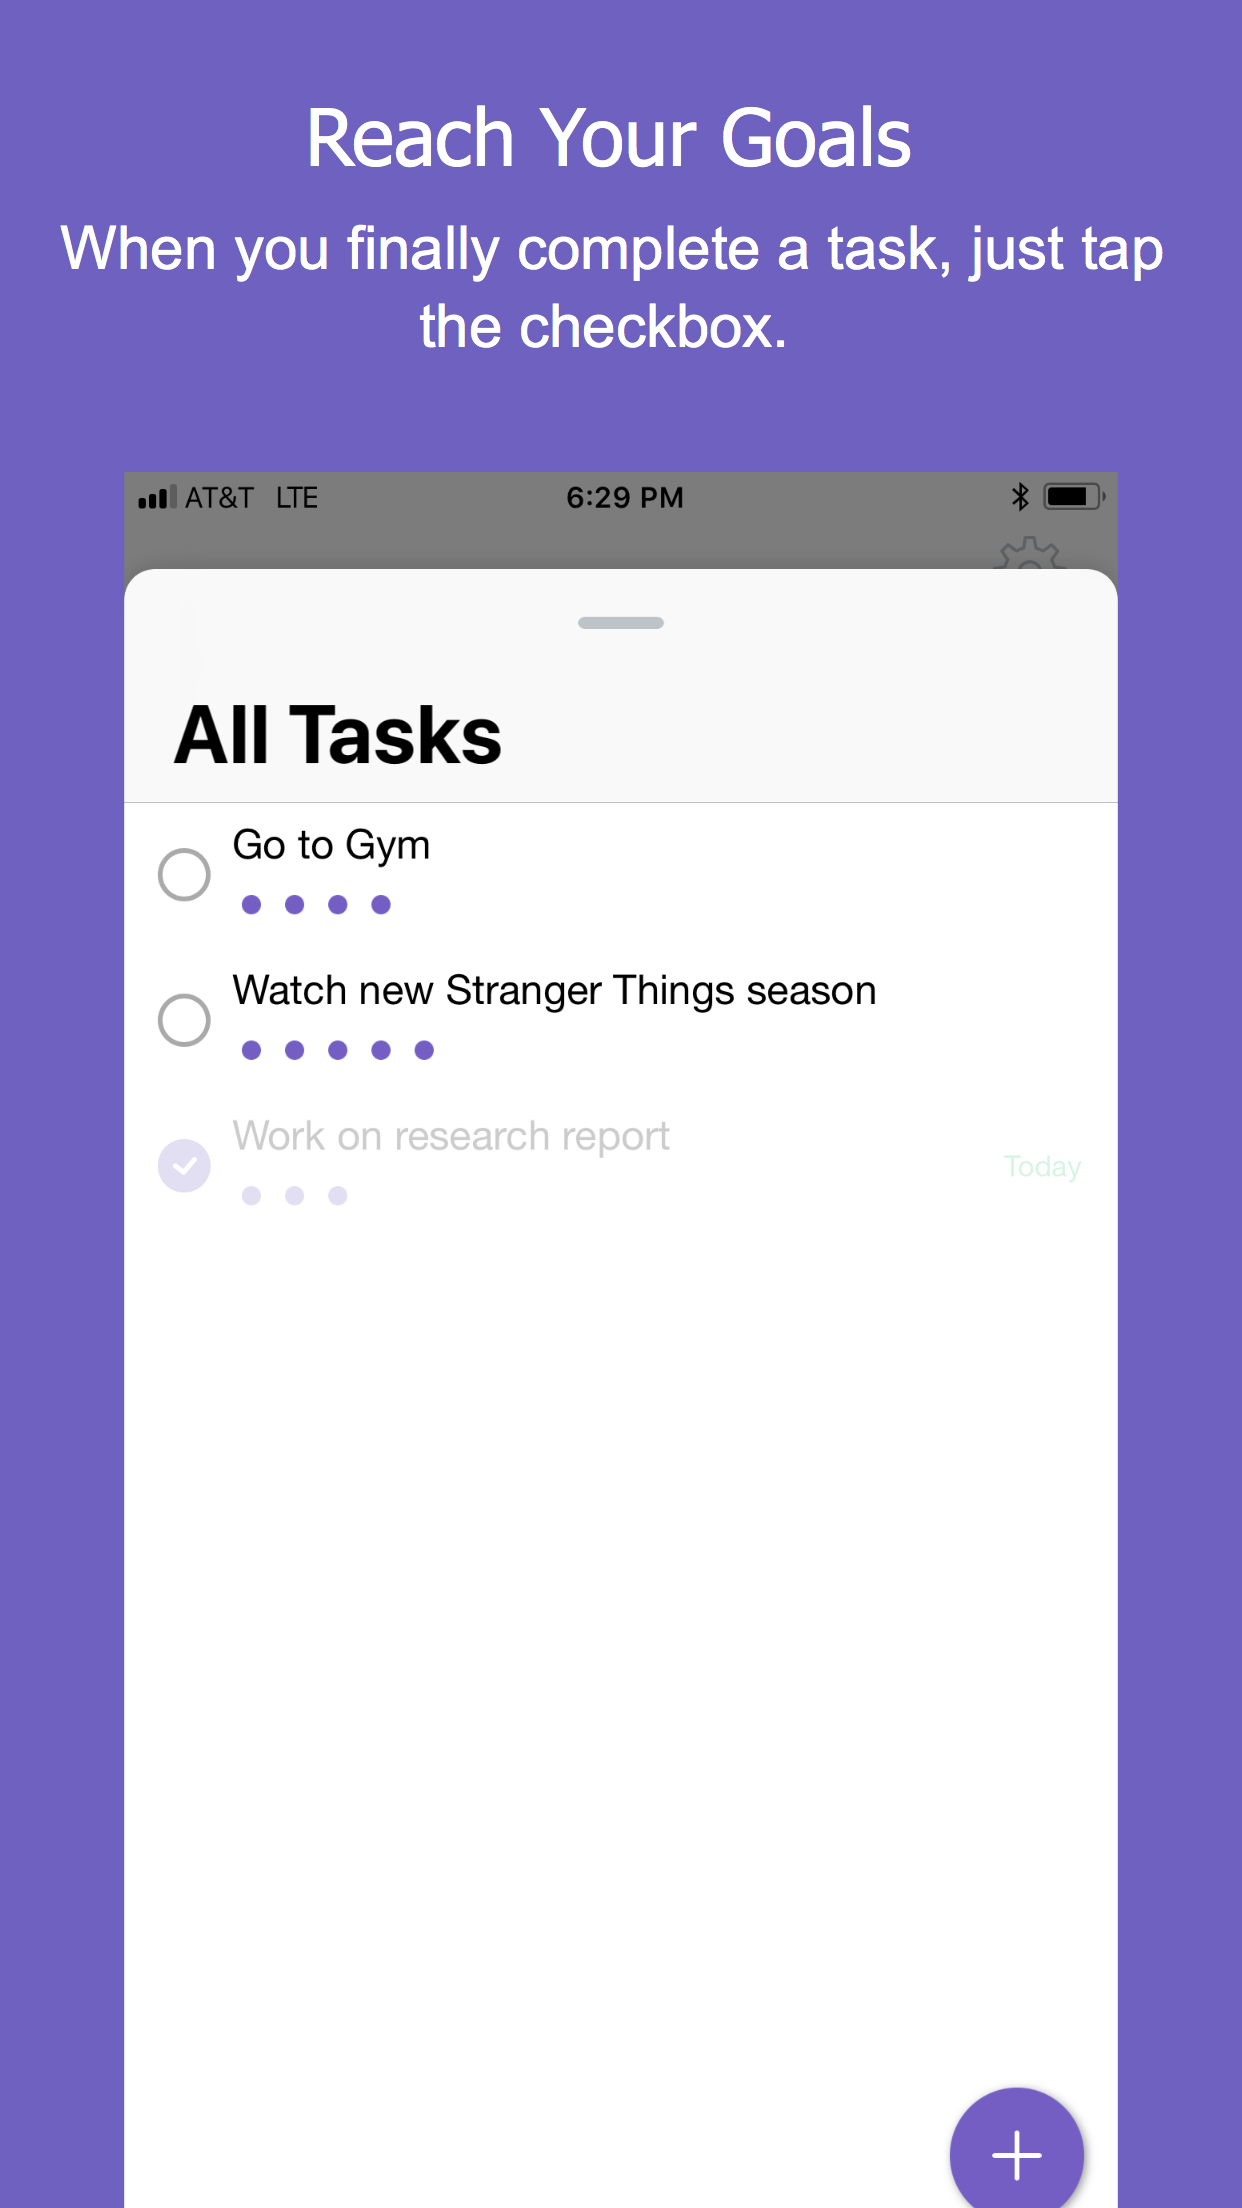 Reach Your Goals
When you finally complete a task, just tap
the checkbox.
AT&T LTE 6:29 PM
All Tasks
Go to Gym
Watch new Stranger Things season
Work on research report
Today